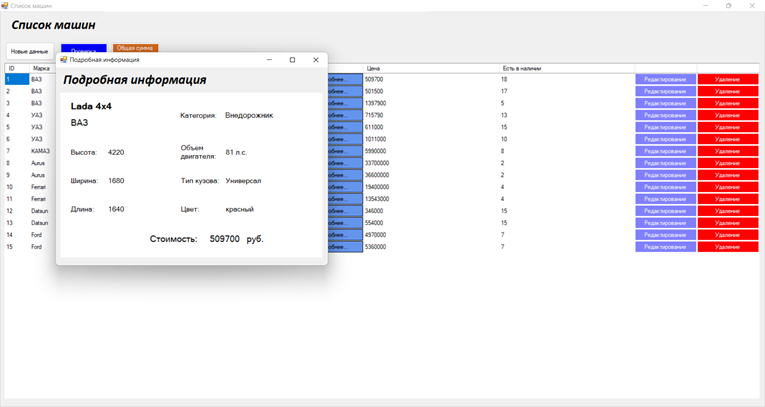 Список машин
Список машин
Новые данные
Проверка
Общая сумма
ID Марка Цена Есть в наличии
1 ВАЗ обнее... 509700 18 Редактирование Удаление
2 ВАЗ обнее... 501500 17 Редактирование Удаление
3 ВАЗ обнее... 1397900 5 Редактирование Удаление
4 УАЗ обнее... 715790 13 Редактирование Удаление
5 УАЗ обнее... 611000 15 Редактирование Удаление
6 УАЗ обнее... 1011000 10 Редактирование Удаление
7 КАМАЗ обнее... 5990000 8 Редактирование Удаление
8 Aurus обнее... 33700000 2 Редактирование Удаление
9 Aurus обнее... 36600000 2 Редактирование Удаление
10 Ferrari обнее... 19400000 4 Редактирование Удаление
11 Ferrari обнее... 13543000 4 Редактирование Удаление
12 Datsun обнее... 346000 15 Редактирование Удаление
13 Datsun обнее... 554000 15 Редактирование Удаление
14 Ford обнее... 4970000 7 Редактирование Удаление
15 Ford обнее... 5360000 7 Редактирование Удаление
Подробная информация
Подробная информация
Lada 4x4
ВАЗ
Категория: Внедорожник
Высота: 4220
Объем
двигателя: 81 л.с.
Ширина: 1680
Тип кузова: Универсал
Длина: 1640
Цвет: красный
Стоимость: 509700 руб.